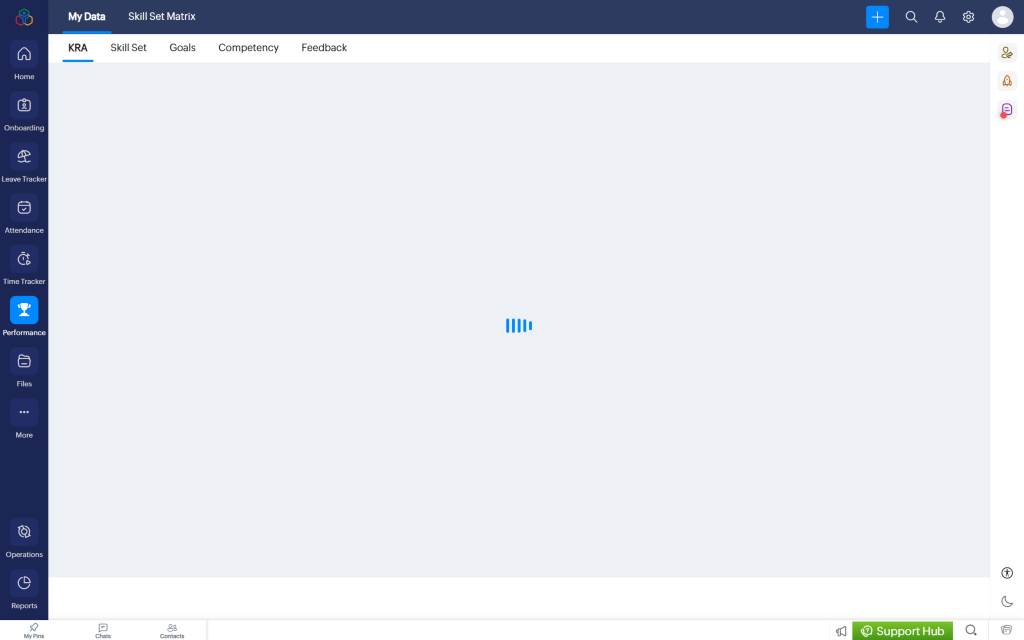 My Data
Skill Set Matrix
KRA
Skill Set
Goals
Competency
Feedback
Home
Onboarding
Leave Tracker
Attendance
Time Tracker
Performance
Files
More
Operations
Reports
My Pins
Chats
Contacts
Support Hub